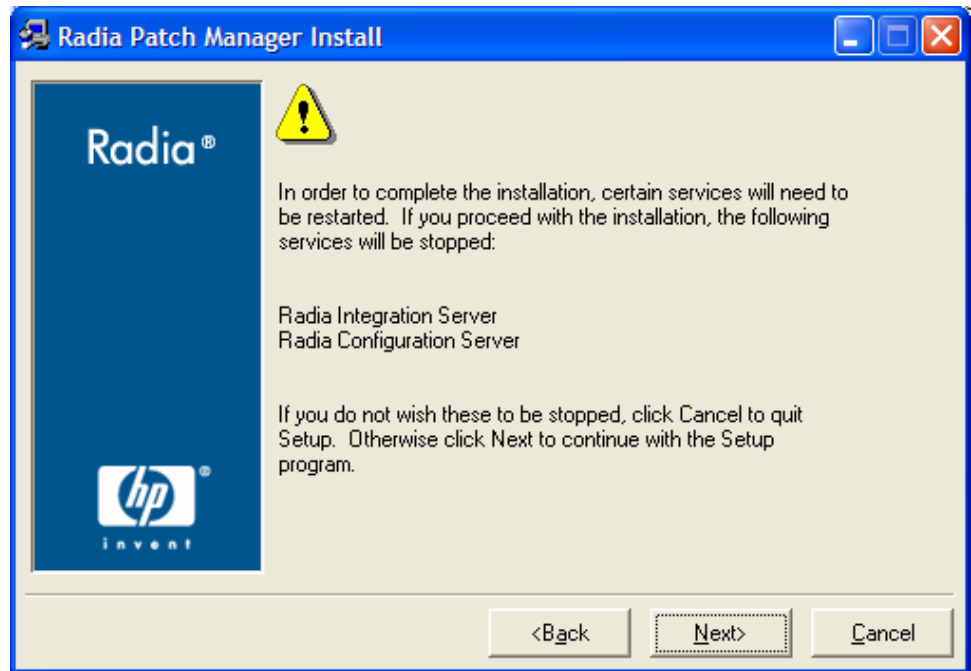 Radia Patch Manager Install
Radia®
In order to complete the installation, certain services will need to
be restarted.  If you proceed with the installation, the following
services will be stopped:
Radia Integration Server
Radia Configuration Server
If you do not wish these to be stopped, click Cancel to quit
Setup.  Otherwise click Next to continue with the Setup
program.
hp®
invent
<Back
Next>
Cancel